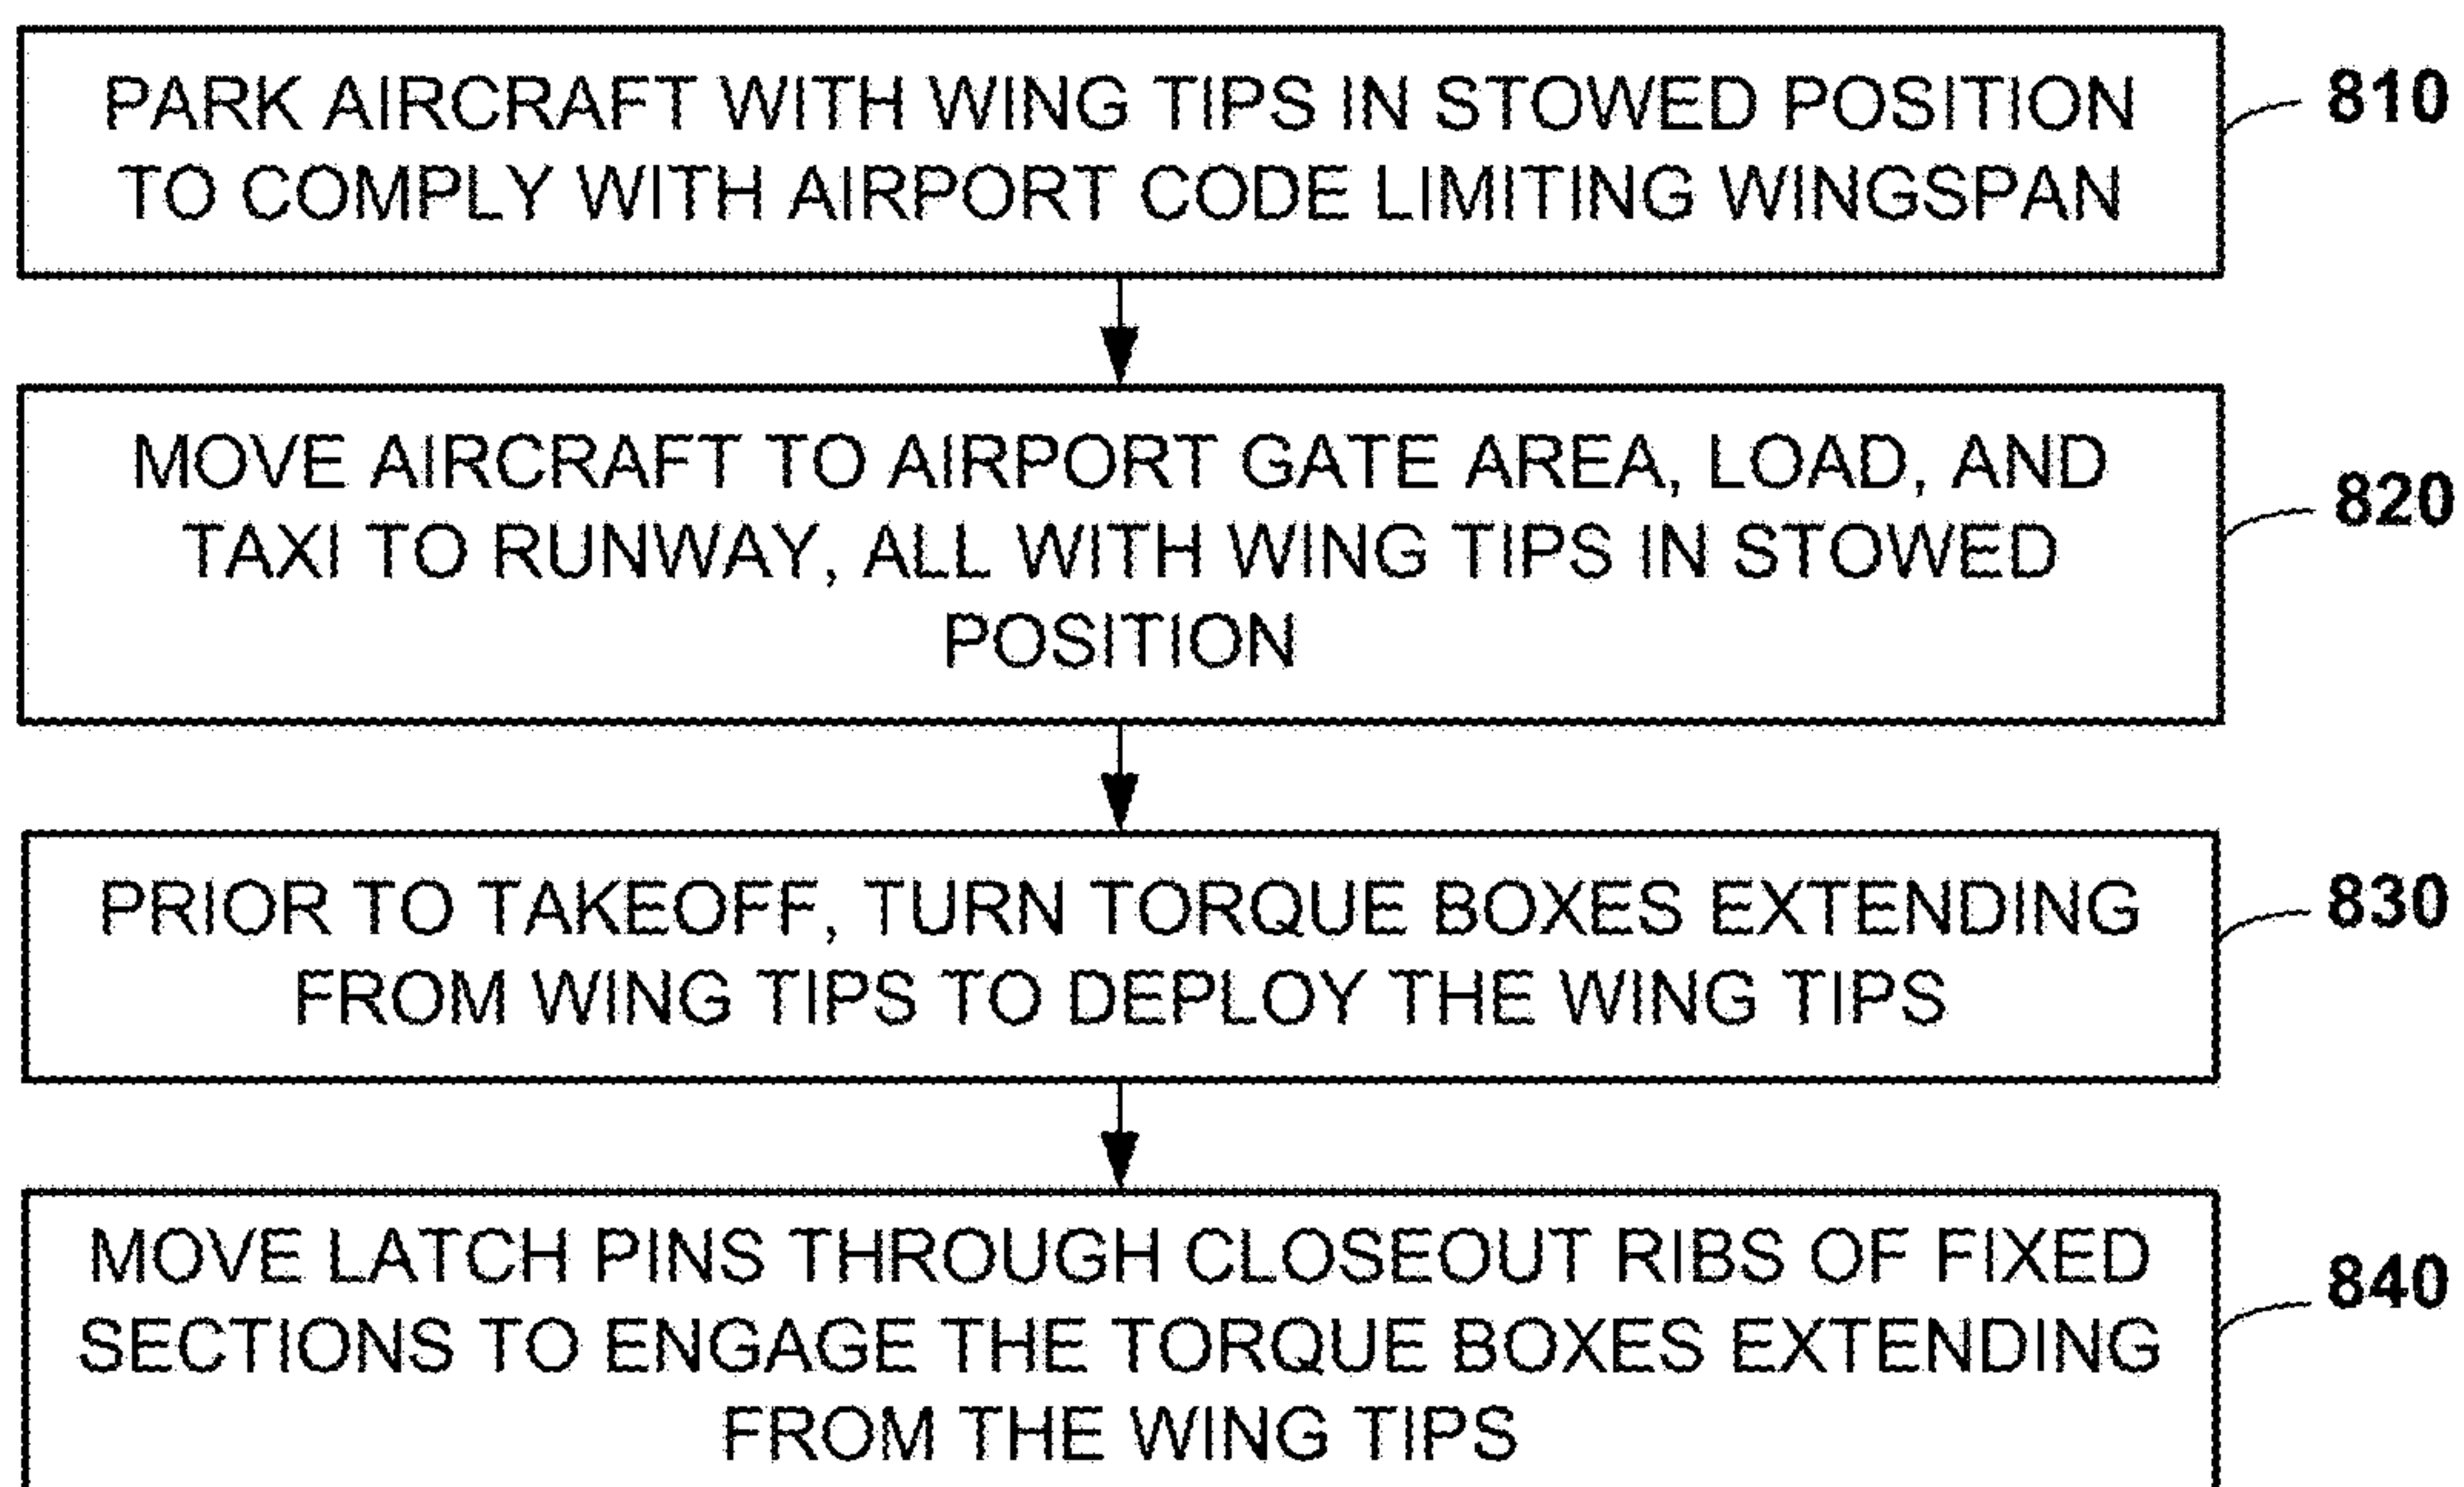 PARK AIRCRAFT WITH WING TIPS IN STOWED POSITION
TO COMPLY WITH AIRPORT CODE LIMITING WINGSPAN
810
MOVE AIRCRAFT TO AIRPORT GATE AREA, LOAD, AND
TAXI TO RUNWAY, ALL WITH WING TIPS IN STOWED
POSITION
820
PRIOR TO TAKEOFF, TURN TORQUE BOXES EXTENDING
FROM WING TIPS TO DEPLOY THE WING TIPS
830
MOVE LATCH PINS THROUGH CLOSEOUT RIBS OF FIXED
SECTIONS TO ENGAGE THE TORQUE BOXES EXTENDING
FROM THE WING TIPS
840